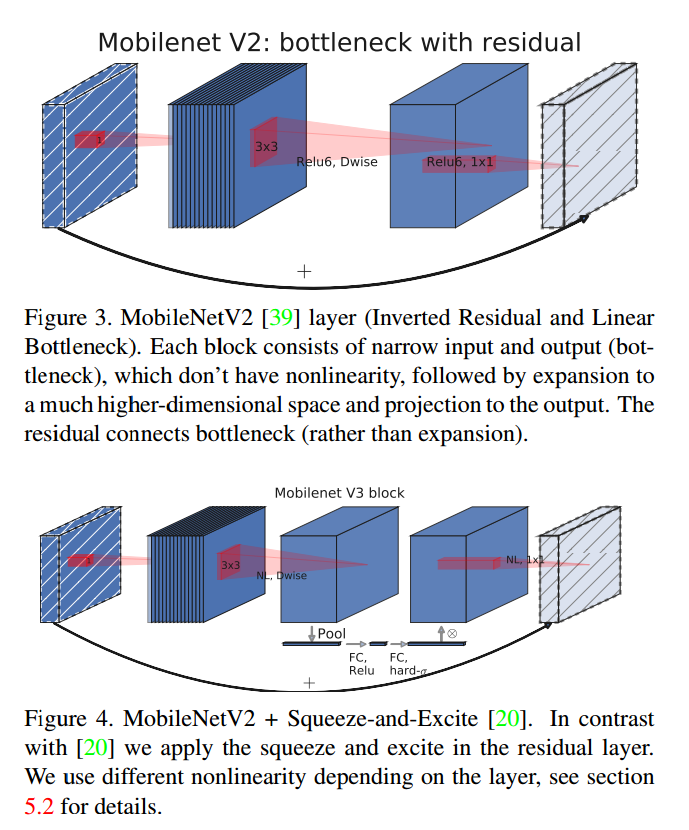 Mobilenet V2: bottleneck with residual
1
3x3
Relu6, Dwise
Relu6, 1x1
+
Figure 3. MobileNetV2 [39] layer (Inverted Residual and Linear
Bottleneck). Each block consists of narrow input and output (bot-
tleneck), which don't have nonlinearity, followed by expansion to
a much higher-dimensional space and projection to the output. The
residual connects bottleneck (rather than expansion).
Mobilenet V3 block
1
3x3
NL, Dwise
NL, 1x1
Pool
⊗
FC,
Relu
FC,
hard-σ
+
Figure 4. MobileNetV2 + Squeeze-and-Excite [20]. In contrast
with [20] we apply the squeeze and excite in the residual layer.
We use different nonlinearity depending on the layer, see section
5.2 for details.